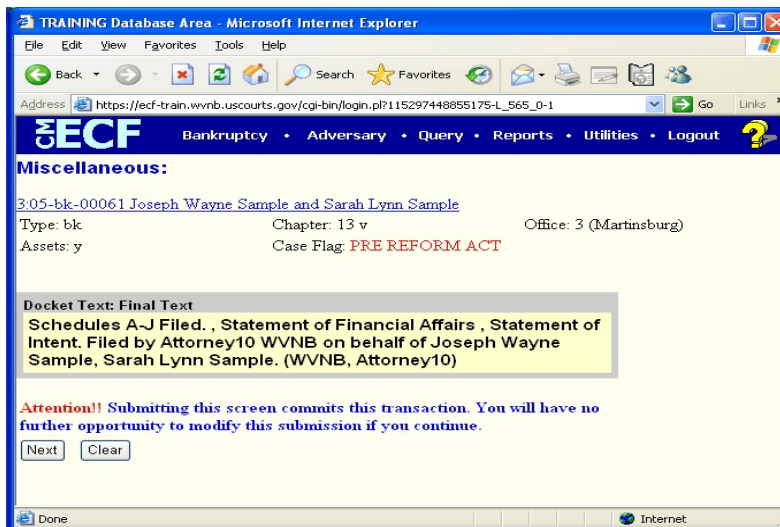 TRAINING Database Area - Microsoft Internet Explorer
File Edit View Favorites Tools Help
Back Search Favorites
Address https://ecf-train.wvnb.uscourts.gov/cgi-bin/login.pl?115297448855175-L_565_0-1 Go Links
CM ECF Bankruptcy • Adversary • Query • Reports • Utilities • Logout ?
Miscellaneous:
3:05-bk-00061 Joseph Wayne Sample and Sarah Lynn Sample
Type: bk Chapter: 13 v Office: 3 (Martinsburg)
Assets: y Case Flag: PRE REFORM ACT
Docket Text: Final Text
Schedules A-J Filed. , Statement of Financial Affairs , Statement of
Intent. Filed by Attorney10 WVNB on behalf of Joseph Wayne
Sample, Sarah Lynn Sample. (WVNB, Attorney10)
Attention!! Submitting this screen commits this transaction. You will have no
further opportunity to modify this submission if you continue.
Next Clear
Done Internet